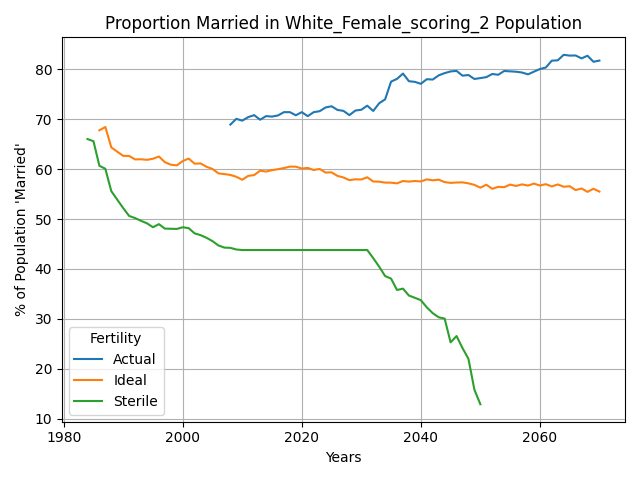 Proportion Married in White_Female_scoring_2 Population
% of Population 'Married'
80
70
60
50
40
30
20
10
Fertility
Actual
Ideal
Sterile
1980 2000 2020 2040 2060
Years